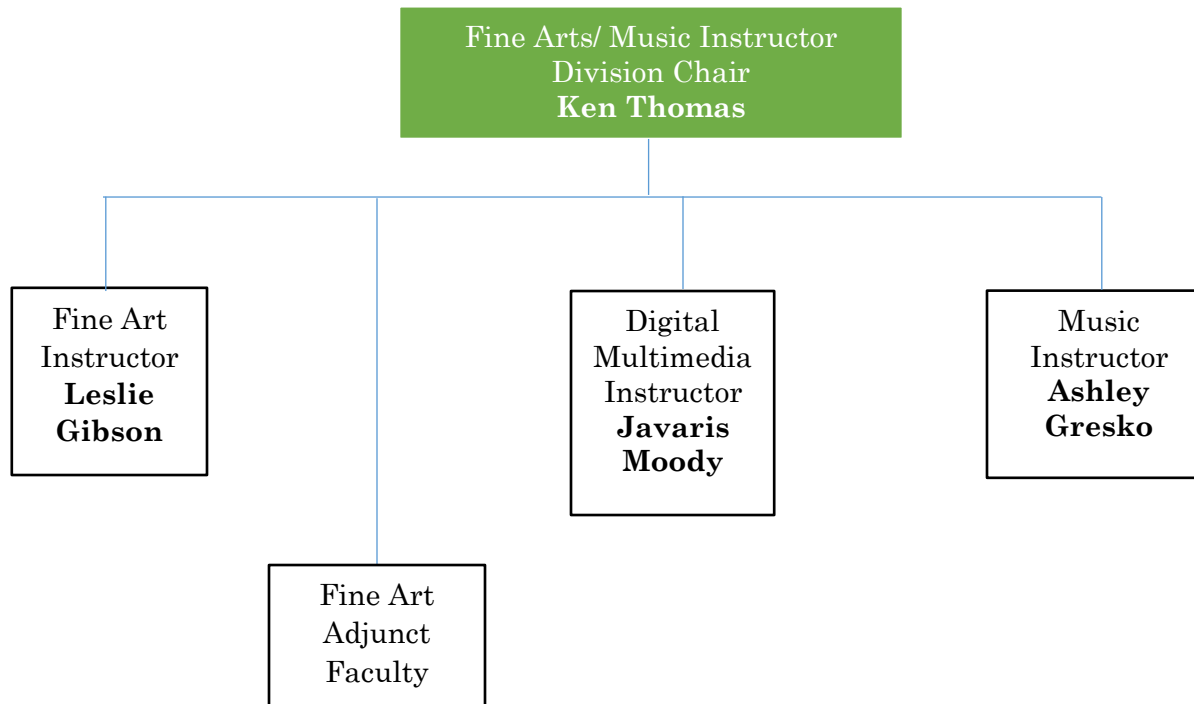 Fine Arts/ Music Instructor
Division Chair
Ken Thomas
Fine Art
Instructor
Leslie
Gibson
Digital
Multimedia
Instructor
Javaris
Moody
Music
Instructor
Ashley
Gresko
Fine Art
Adjunct
Faculty